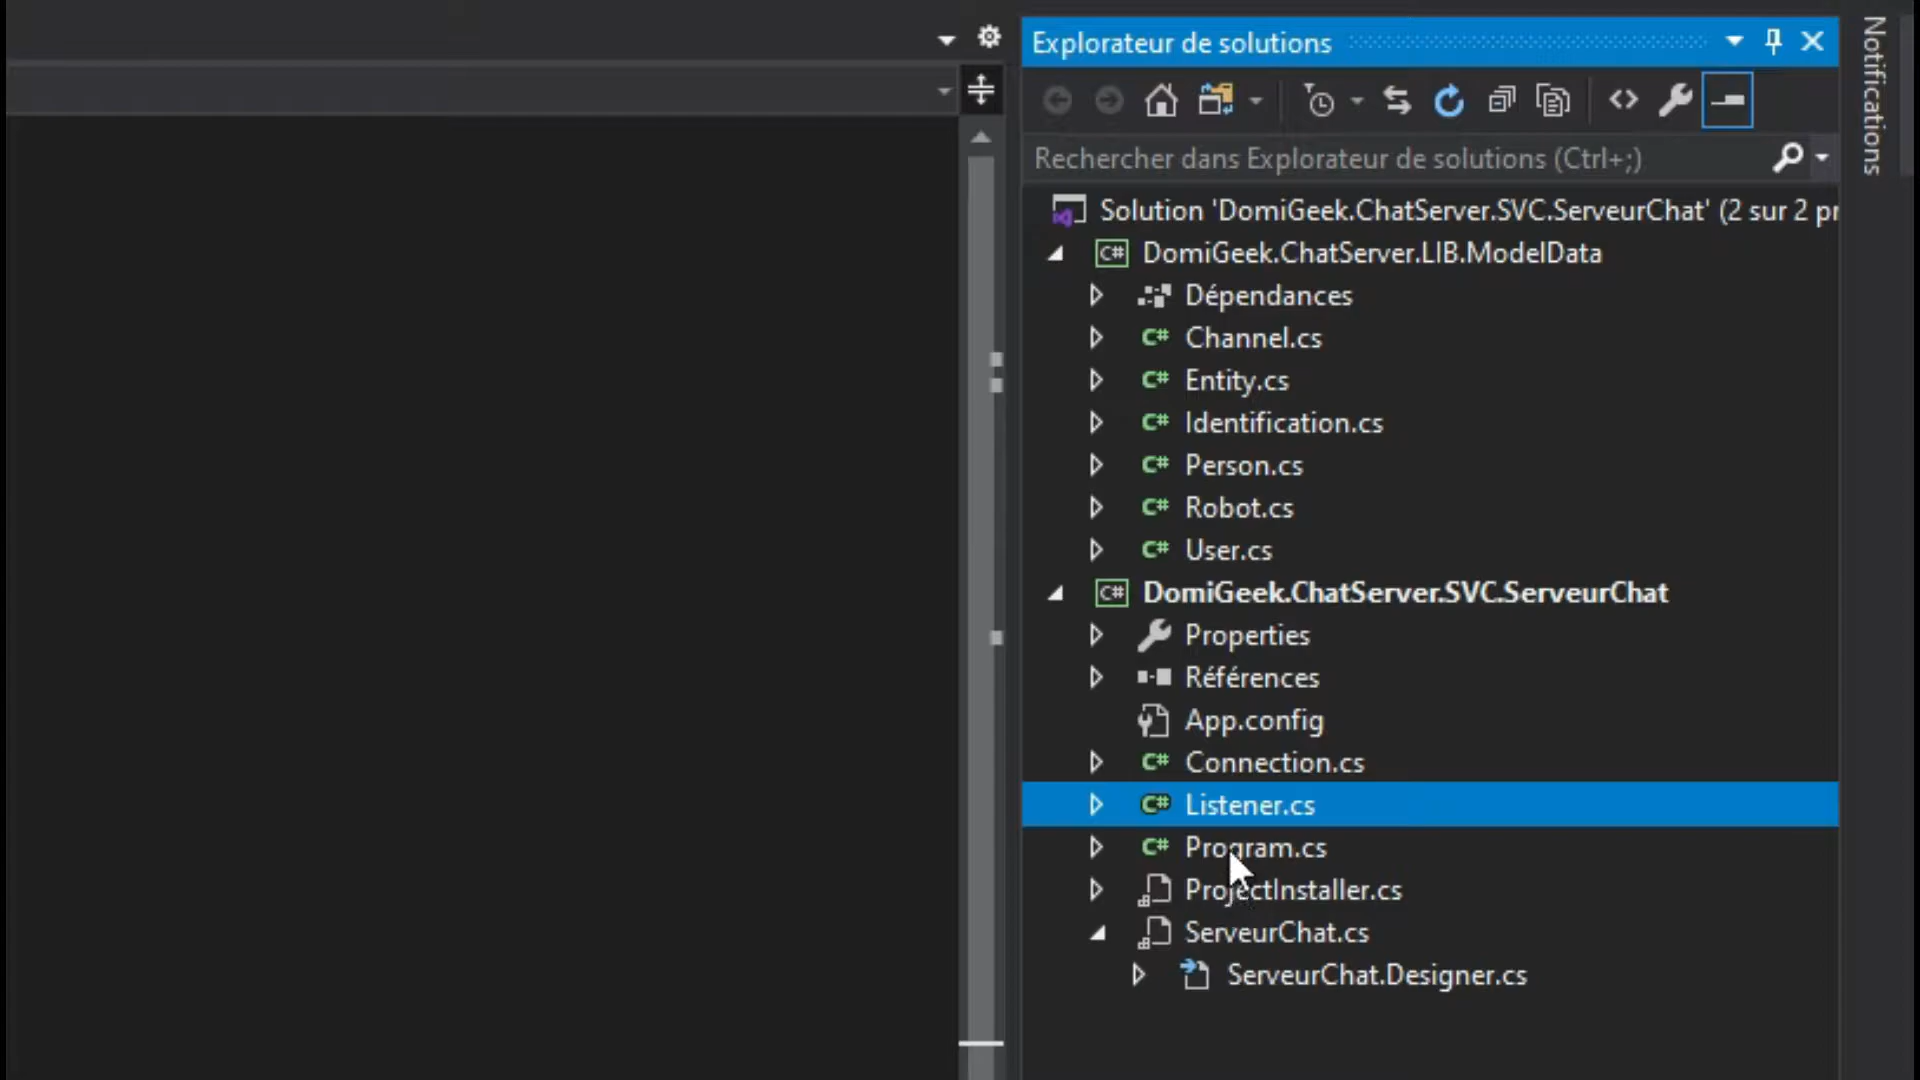 Explorateur de solutions
Notifications
Rechercher dans Explorateur de solutions (Ctrl+;)
Solution 'DomiGeek.ChatServer.SVC.ServeurChat' (2 sur 2 pr
C# DomiGeek.ChatServer.LIB.ModelData
Dépendances
C# Channel.cs
C# Entity.cs
C# Identification.cs
C# Person.cs
C# Robot.cs
C# User.cs
C# DomiGeek.ChatServer.SVC.ServeurChat
Properties
Références
App.config
C# Connection.cs
C# Listener.cs
C# Program.cs
ProjectInstaller.cs
ServeurChat.cs
ServeurChat.Designer.cs